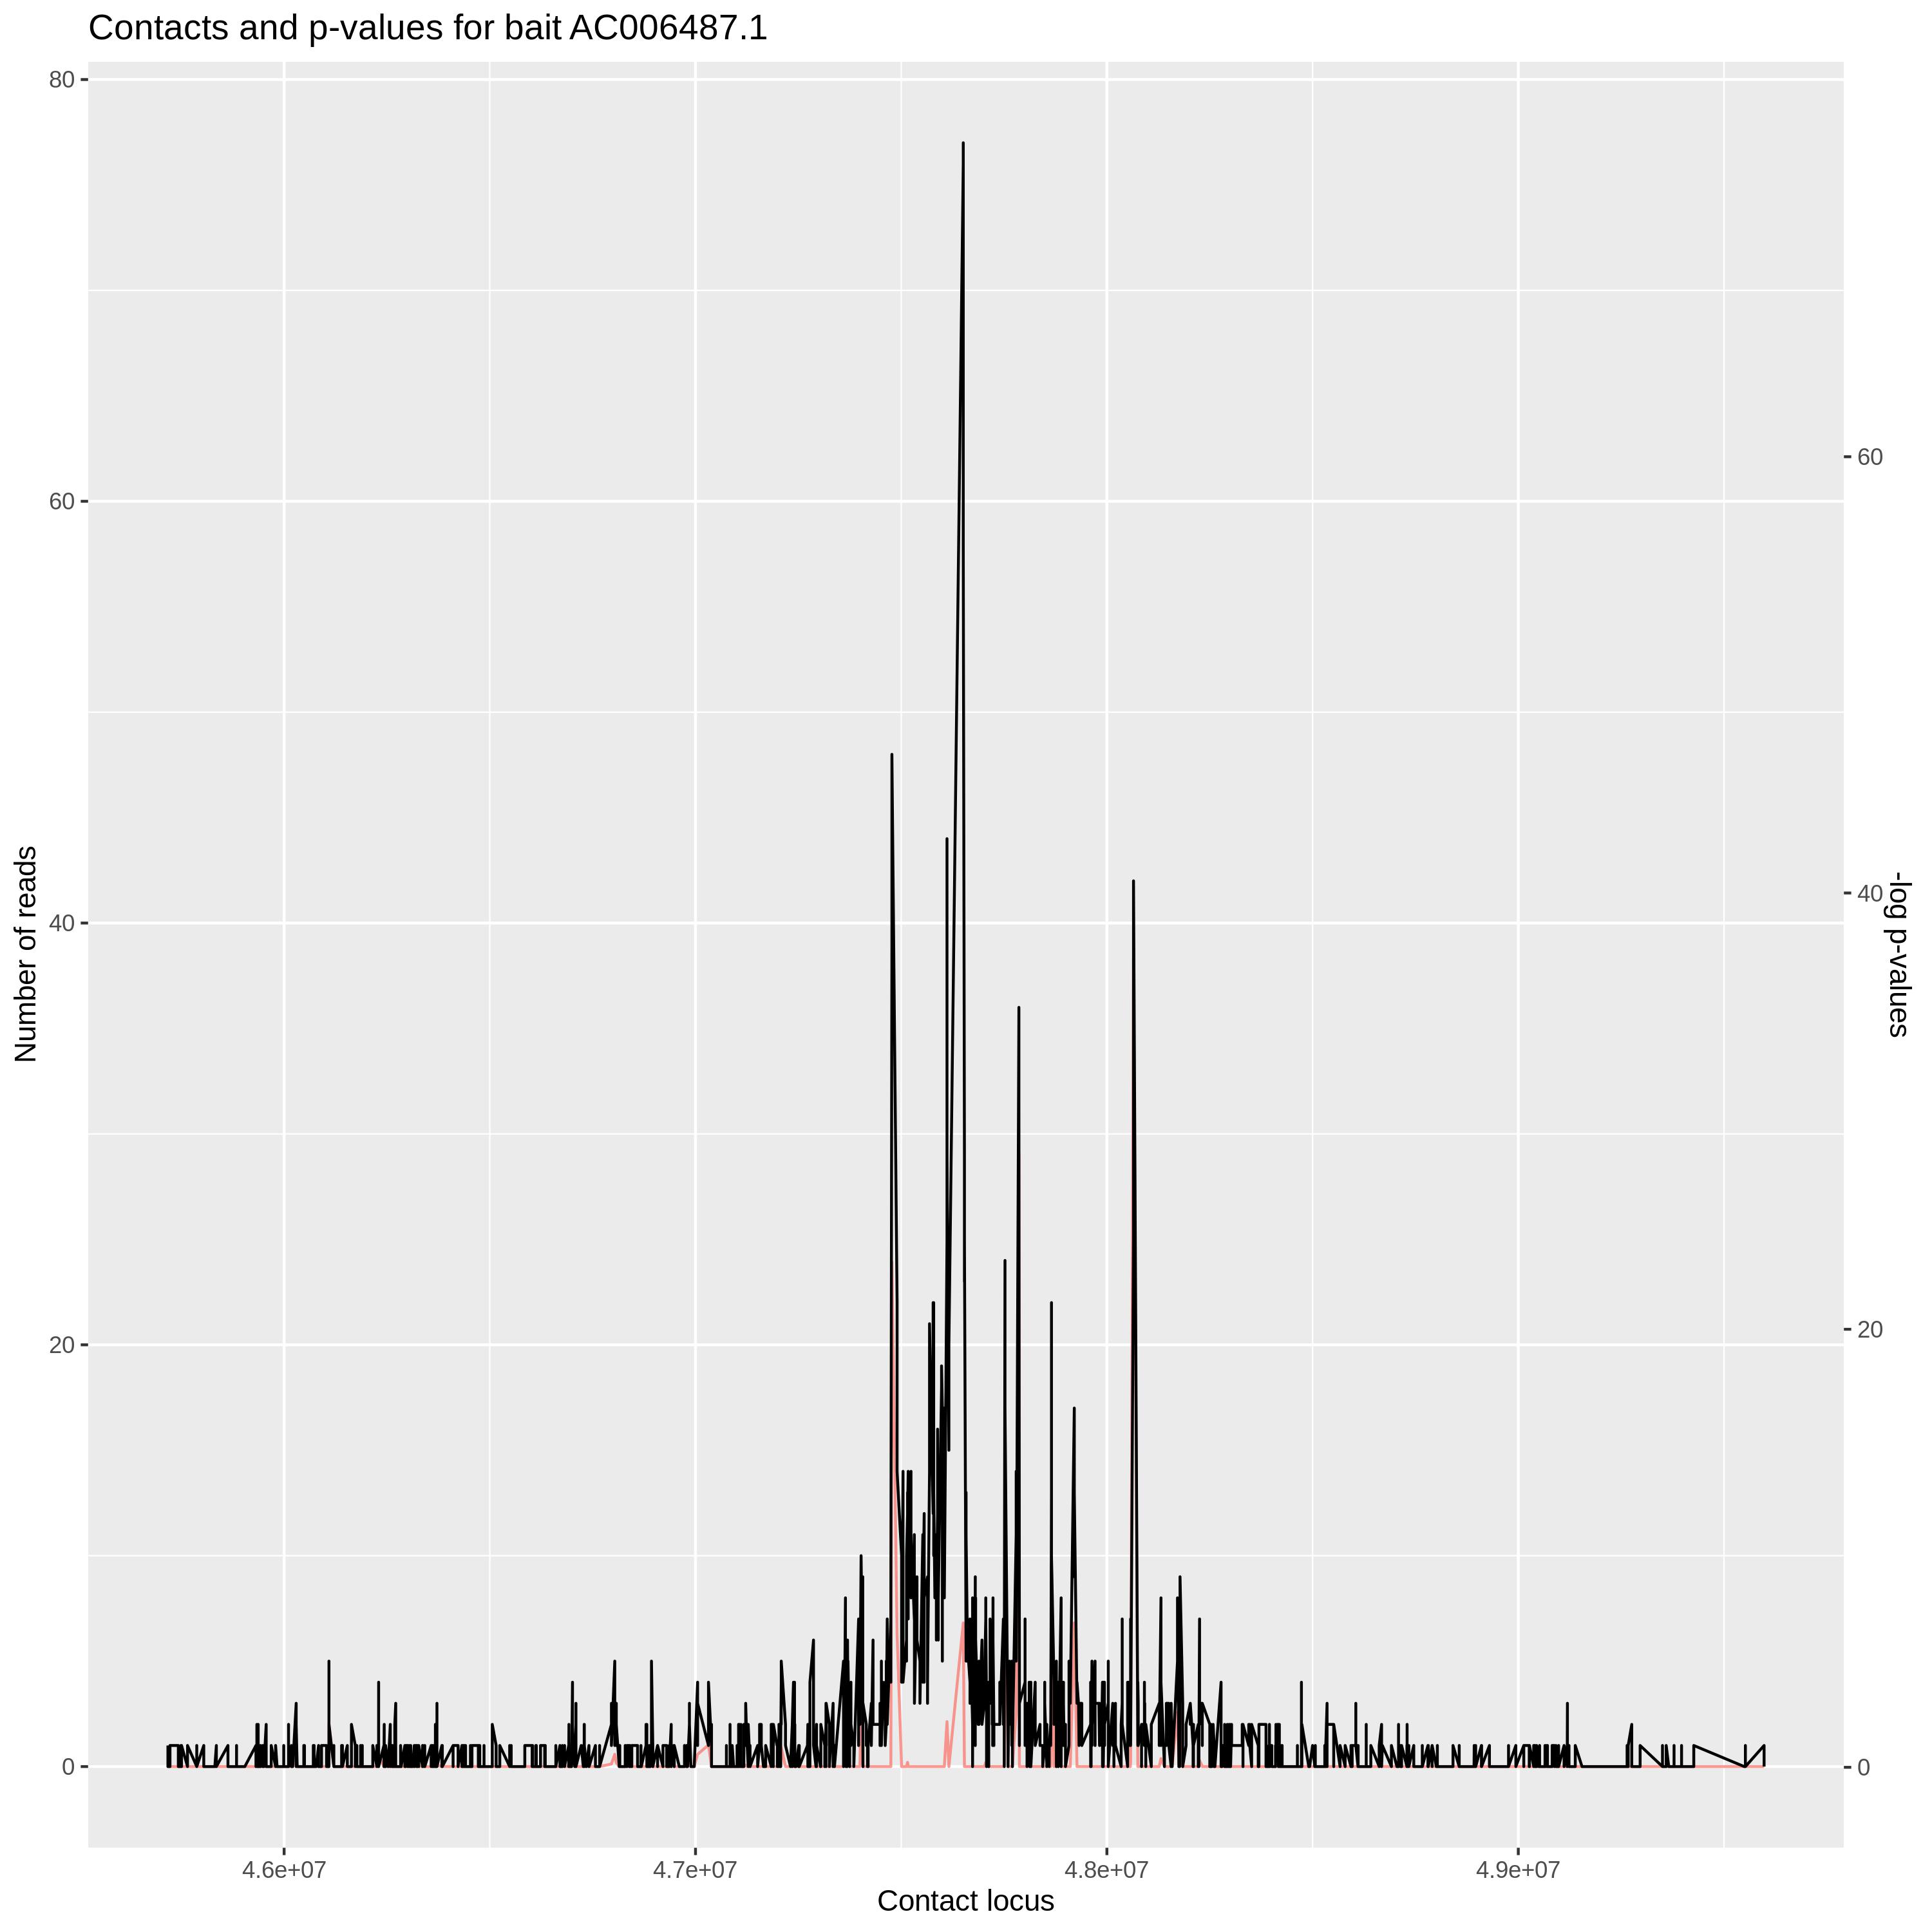 Contacts and p-values for bait AC006487.1
80
60
40
20
0
Number of reads
60
40
20
0
-log p-values
4.6e+07
4.7e+07
4.8e+07
4.9e+07
Contact locus